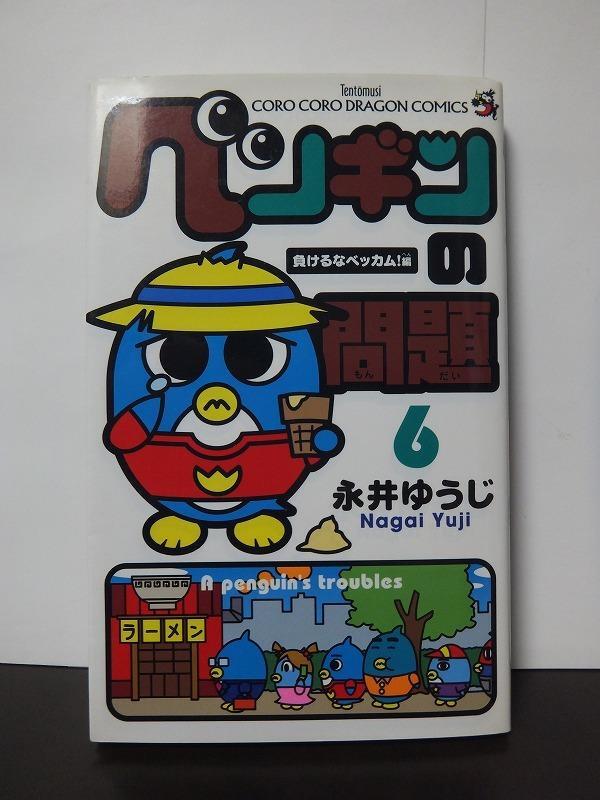 Tentōmusi
CORO CORO DRAGON COMICS
ペンギン
の
負けるなベッカム!編
問題
もん だい
6
永井ゆうじ
Nagai Yuji
A penguin's troubles
ラーメン